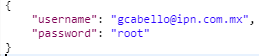 {
    "username": "gcabello@ipn.com.mx",
    "password": "root"
}